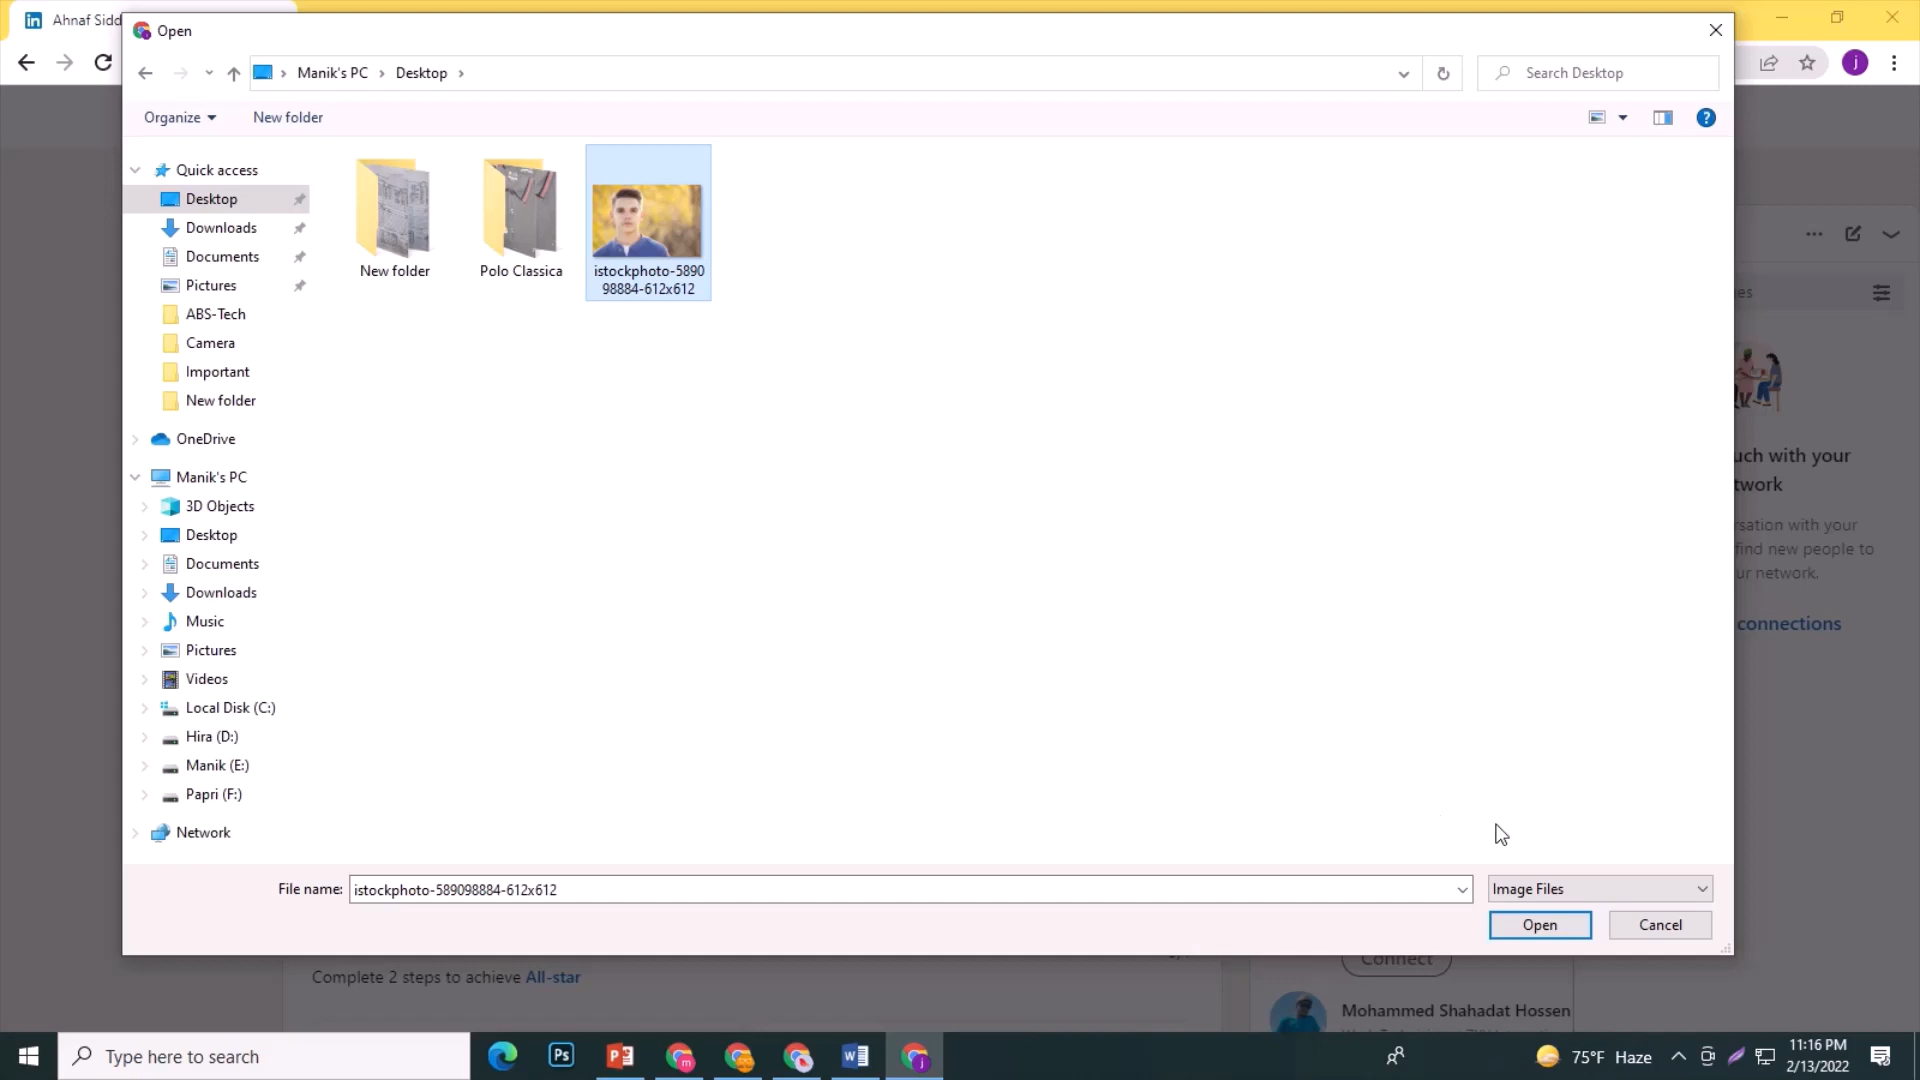 Ahnaf Sidd
Open
j
Manik's PC
Desktop
Search Desktop
Organize
New folder
?
Quick access
Desktop
Downloads
Documents
Pictures
ABS-Tech
Camera
Important
New folder
OneDrive
Manik's PC
3D Objects
Desktop
Documents
Downloads
Music
Pictures
Videos
Local Disk (C:)
Hira (D:)
Manik (E:)
Papri (F:)
Network
New folder
Polo Classica
istockphoto-5890
98884-612x612
es
uch with your
twork
rsation with your
find new people to
ur network.
connections
File name:
istockphoto-589098884-612x612
Image Files
Open
Cancel
Complete 2 steps to achieve All-star
Connect
Mohammed Shahadat Hossen
Type here to search
Ps
75°F Haze
11:16 PM
2/13/2022